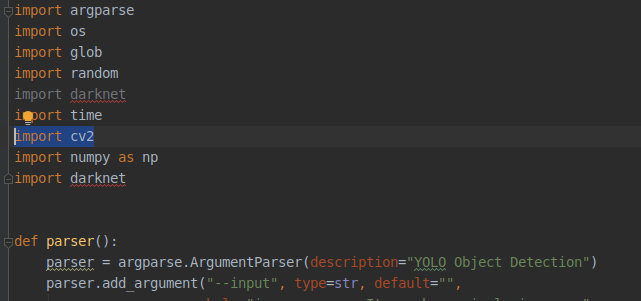 import argparse
import os
import glob
import random
import darknet
import time
import cv2
import numpy as np
import darknet
def parser():
parser = argparse.ArgumentParser(description="YOLO Object Detection")
parser.add_argument("--input", type=str, default="",